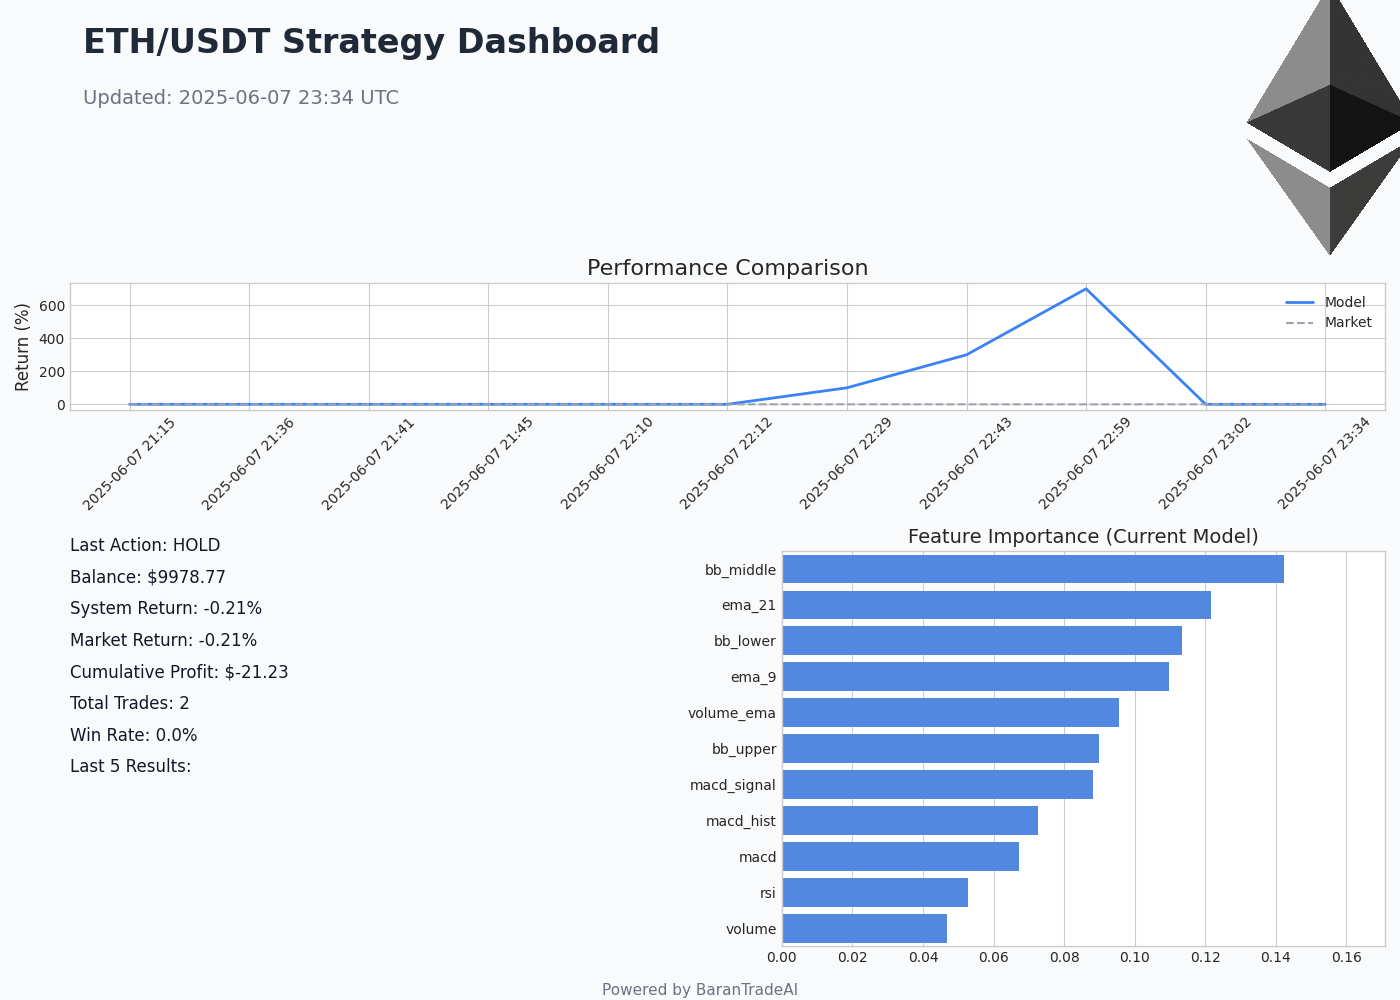 ETH/USDT Strategy Dashboard
Updated: 2025-06-07 23:34 UTC
Performance Comparison
Return (%)
600
400
200
0
Model
Market
2025-06-07 21:15
2025-06-07 21:36
2025-06-07 21:41
2025-06-07 21:45
2025-06-07 22:10
2025-06-07 22:12
2025-06-07 22:29
2025-06-07 22:43
2025-06-07 22:59
2025-06-07 23:02
2025-06-07 23:34
Last Action: HOLD
Balance: $9978.77
System Return: -0.21%
Market Return: -0.21%
Cumulative Profit: $-21.23
Total Trades: 2
Win Rate: 0.0%
Last 5 Results:
Feature Importance (Current Model)
bb_middle
ema_21
bb_lower
ema_9
volume_ema
bb_upper
macd_signal
macd_hist
macd
rsi
volume
0.00 0.02 0.04 0.06 0.08 0.10 0.12 0.14 0.16
Powered by BaranTradeAI